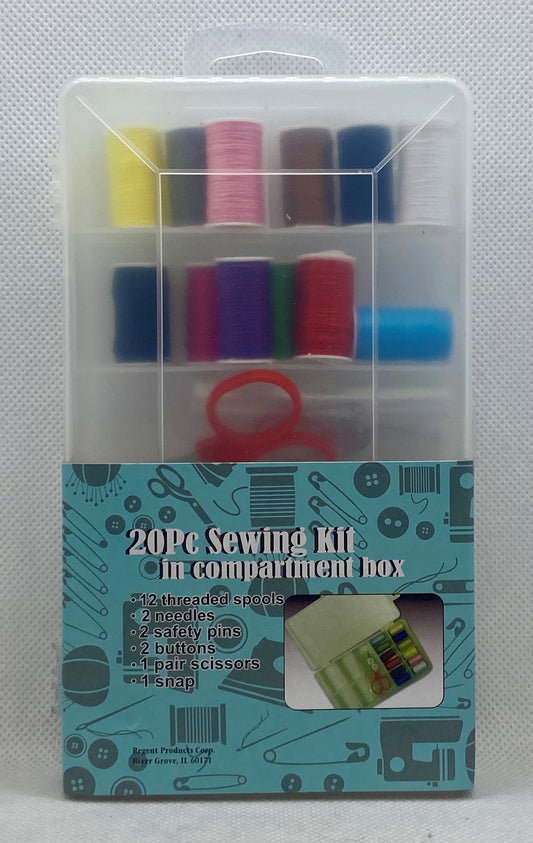 20Pc Sewing Kit
in compartment box
· 12 threaded spools
· 2 needles
· 2 safety pins
· 2 buttons
· 1 pair scissors
· 1 snap
Regent Products Corp.
River Grove, IL 60171